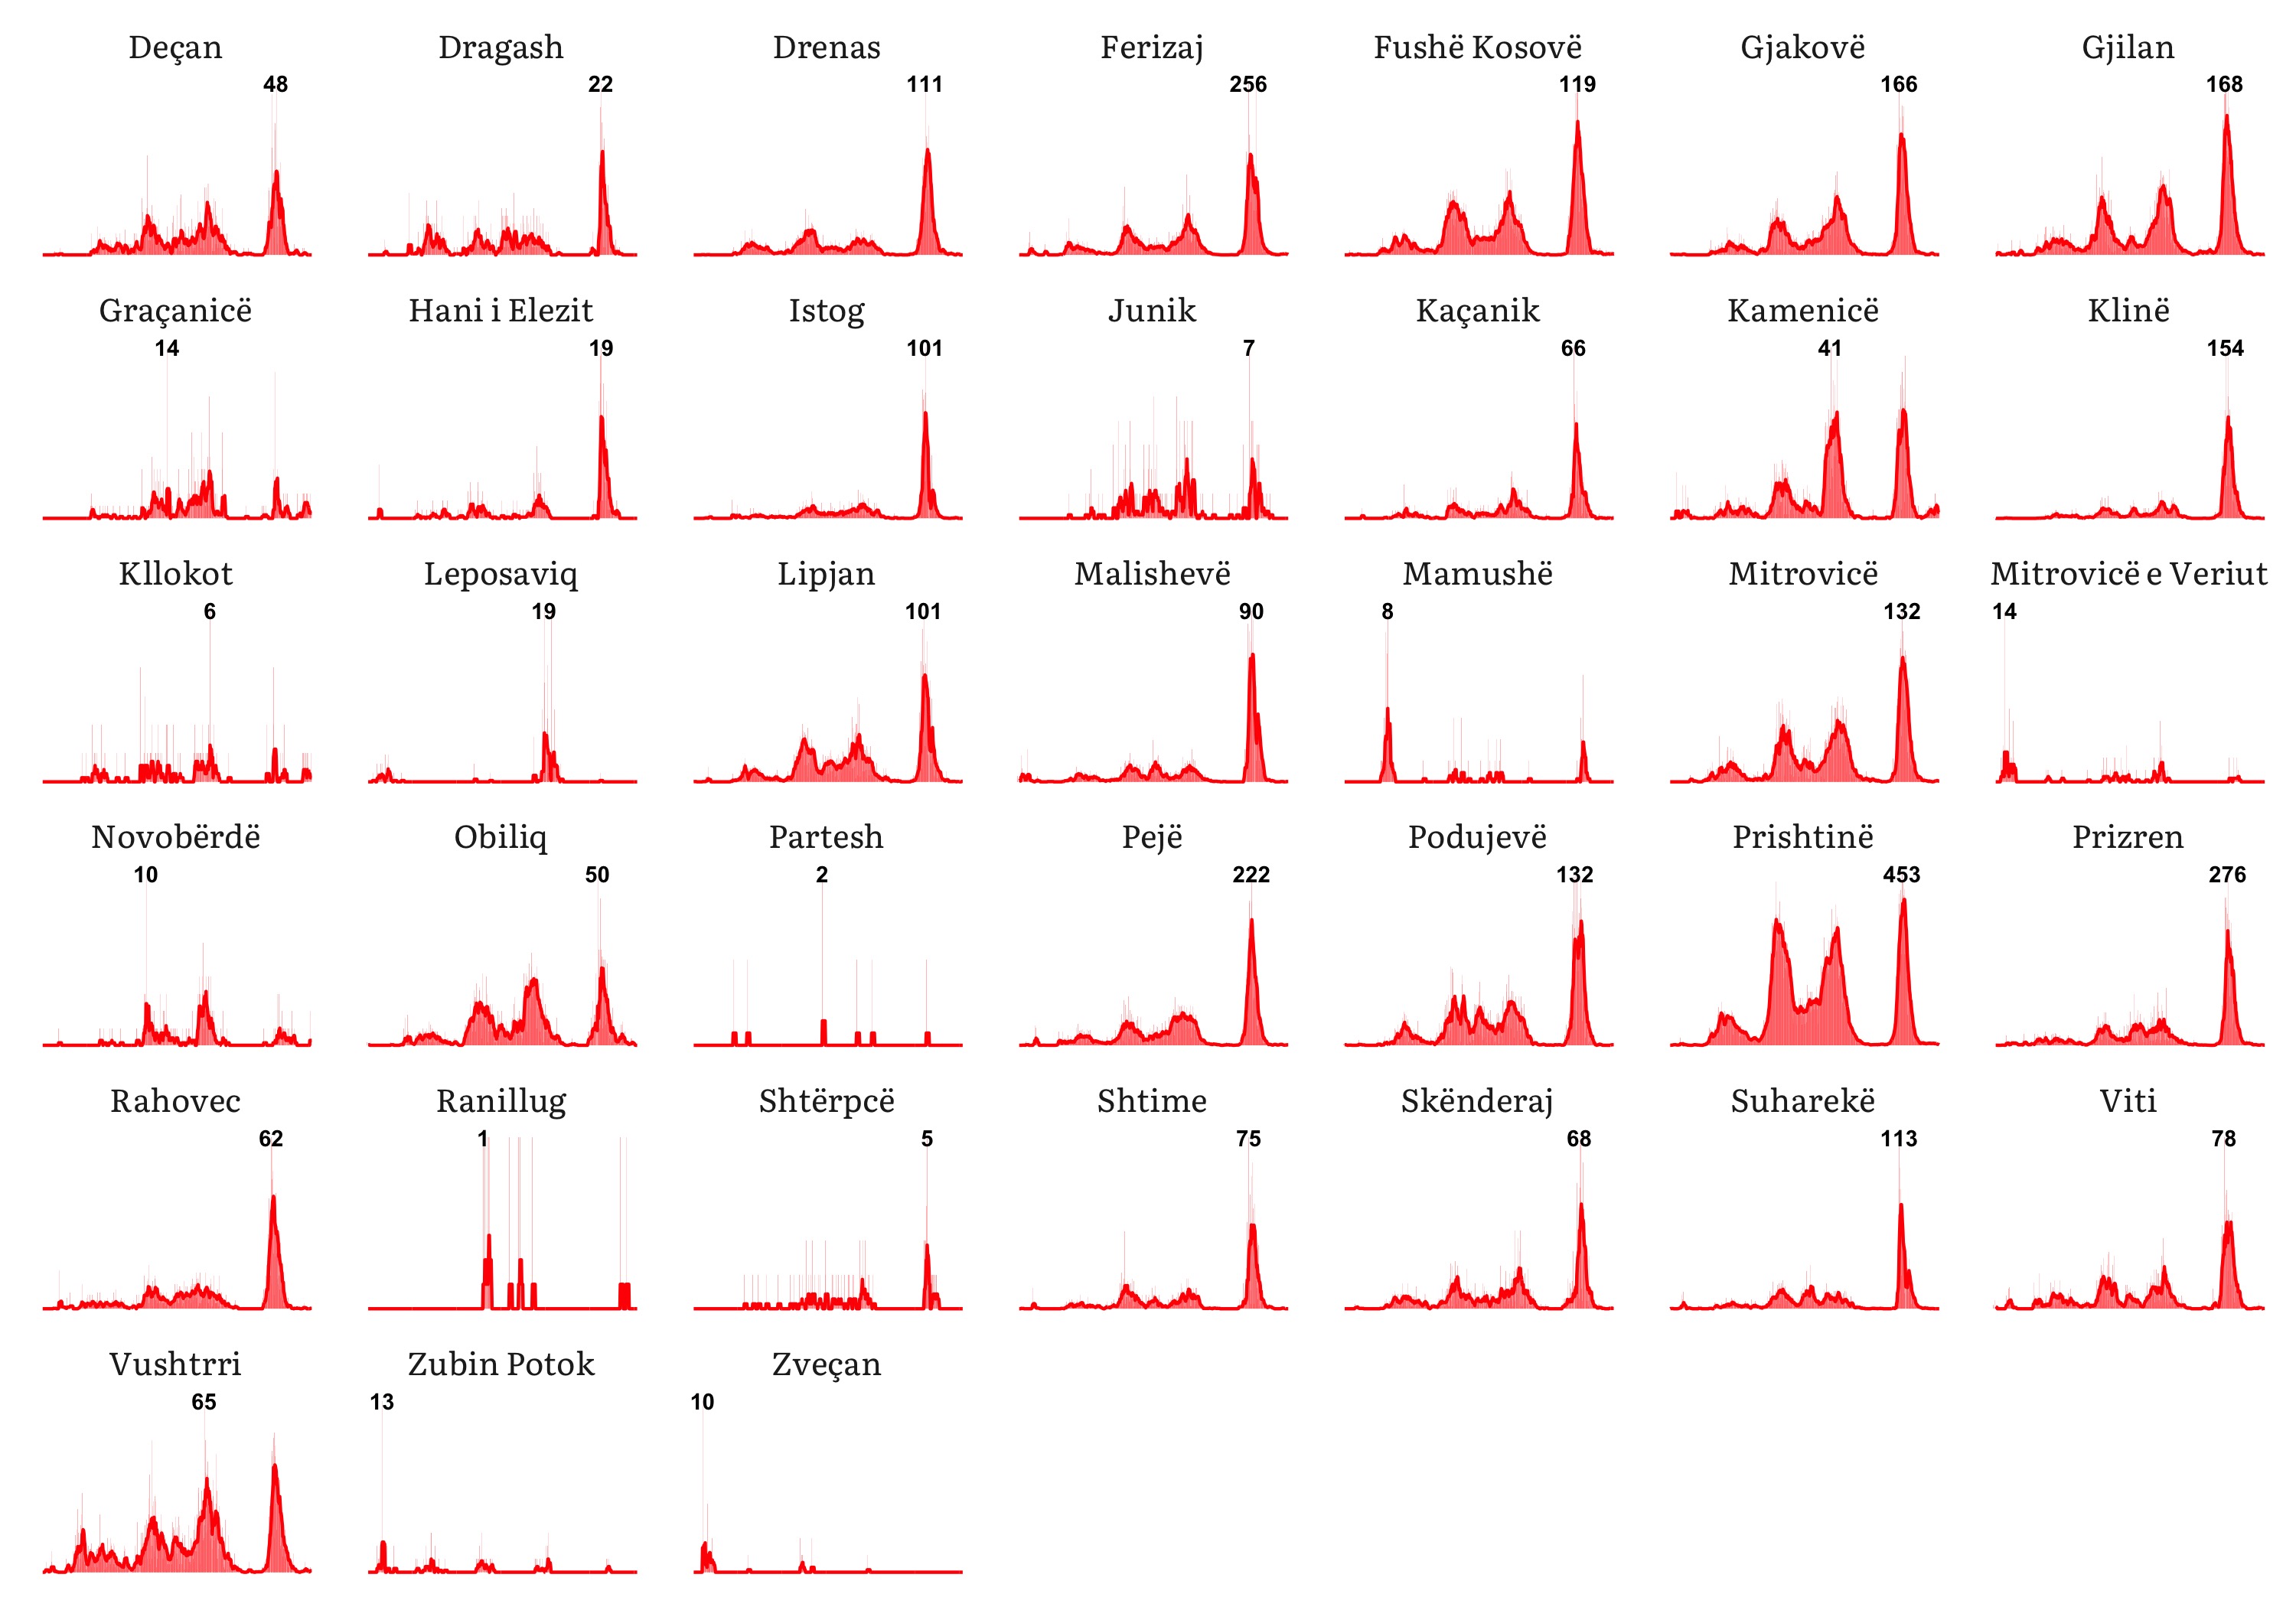 Deçan Dragash Drenas Ferizaj Fushë Kosovë Gjakovë Gjilan
48 22 111 256 119 166 168
Graçanicë Hani i Elezit Istog Junik Kaçanik Kamenicë Klinë
14 19 101 7 66 41 154
Kllokot Leposaviq Lipjan Malishevë Mamushë Mitrovicë Mitrovicë e Veriut
6 19 101 90 8 132 14
Novobërdë Obiliq Partesh Pejë Podujevë Prishtinë Prizren
10 50 2 222 132 453 276
Rahovec Ranillug Shtërpcë Shtime Skënderaj Suharekë Viti
62 1 5 75 68 113 78
Vushtrri Zubin Potok Zveçan
65 13 10